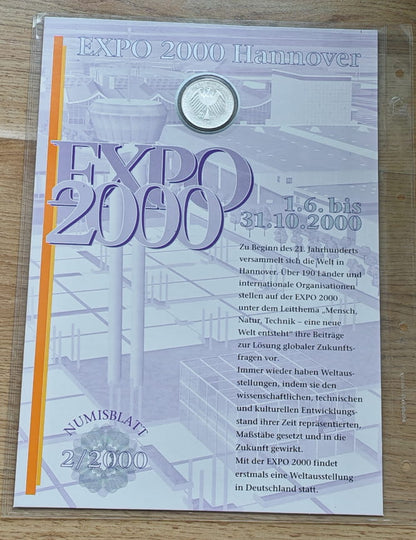 EXPO 2000 Hannover
EXPO
2000
1.6. bis
31.10.2000
Zu Beginn des 21. Jahrhunderts
versammelt sich die Welt in
Hannover. Über 190 Länder und
internationale Organisationen
stellen auf der EXPO 2000
unter dem Leitthema „Mensch,
Natur, Technik – eine neue
Welt entsteht“ ihre Beiträge
zur Lösung globaler Zukunfts-
fragen vor.
Immer wieder haben Weltaus-
stellungen, indem sie den
wissenschaftlichen, technischen
und kulturellen Entwicklungs-
stand ihrer Zeit repräsentierten,
Maßstäbe gesetzt und in die
Zukunft gewirkt.
Mit der EXPO 2000 findet
erstmals eine Weltausstellung
in Deutschland statt.
NUMISBLATT
2/2000